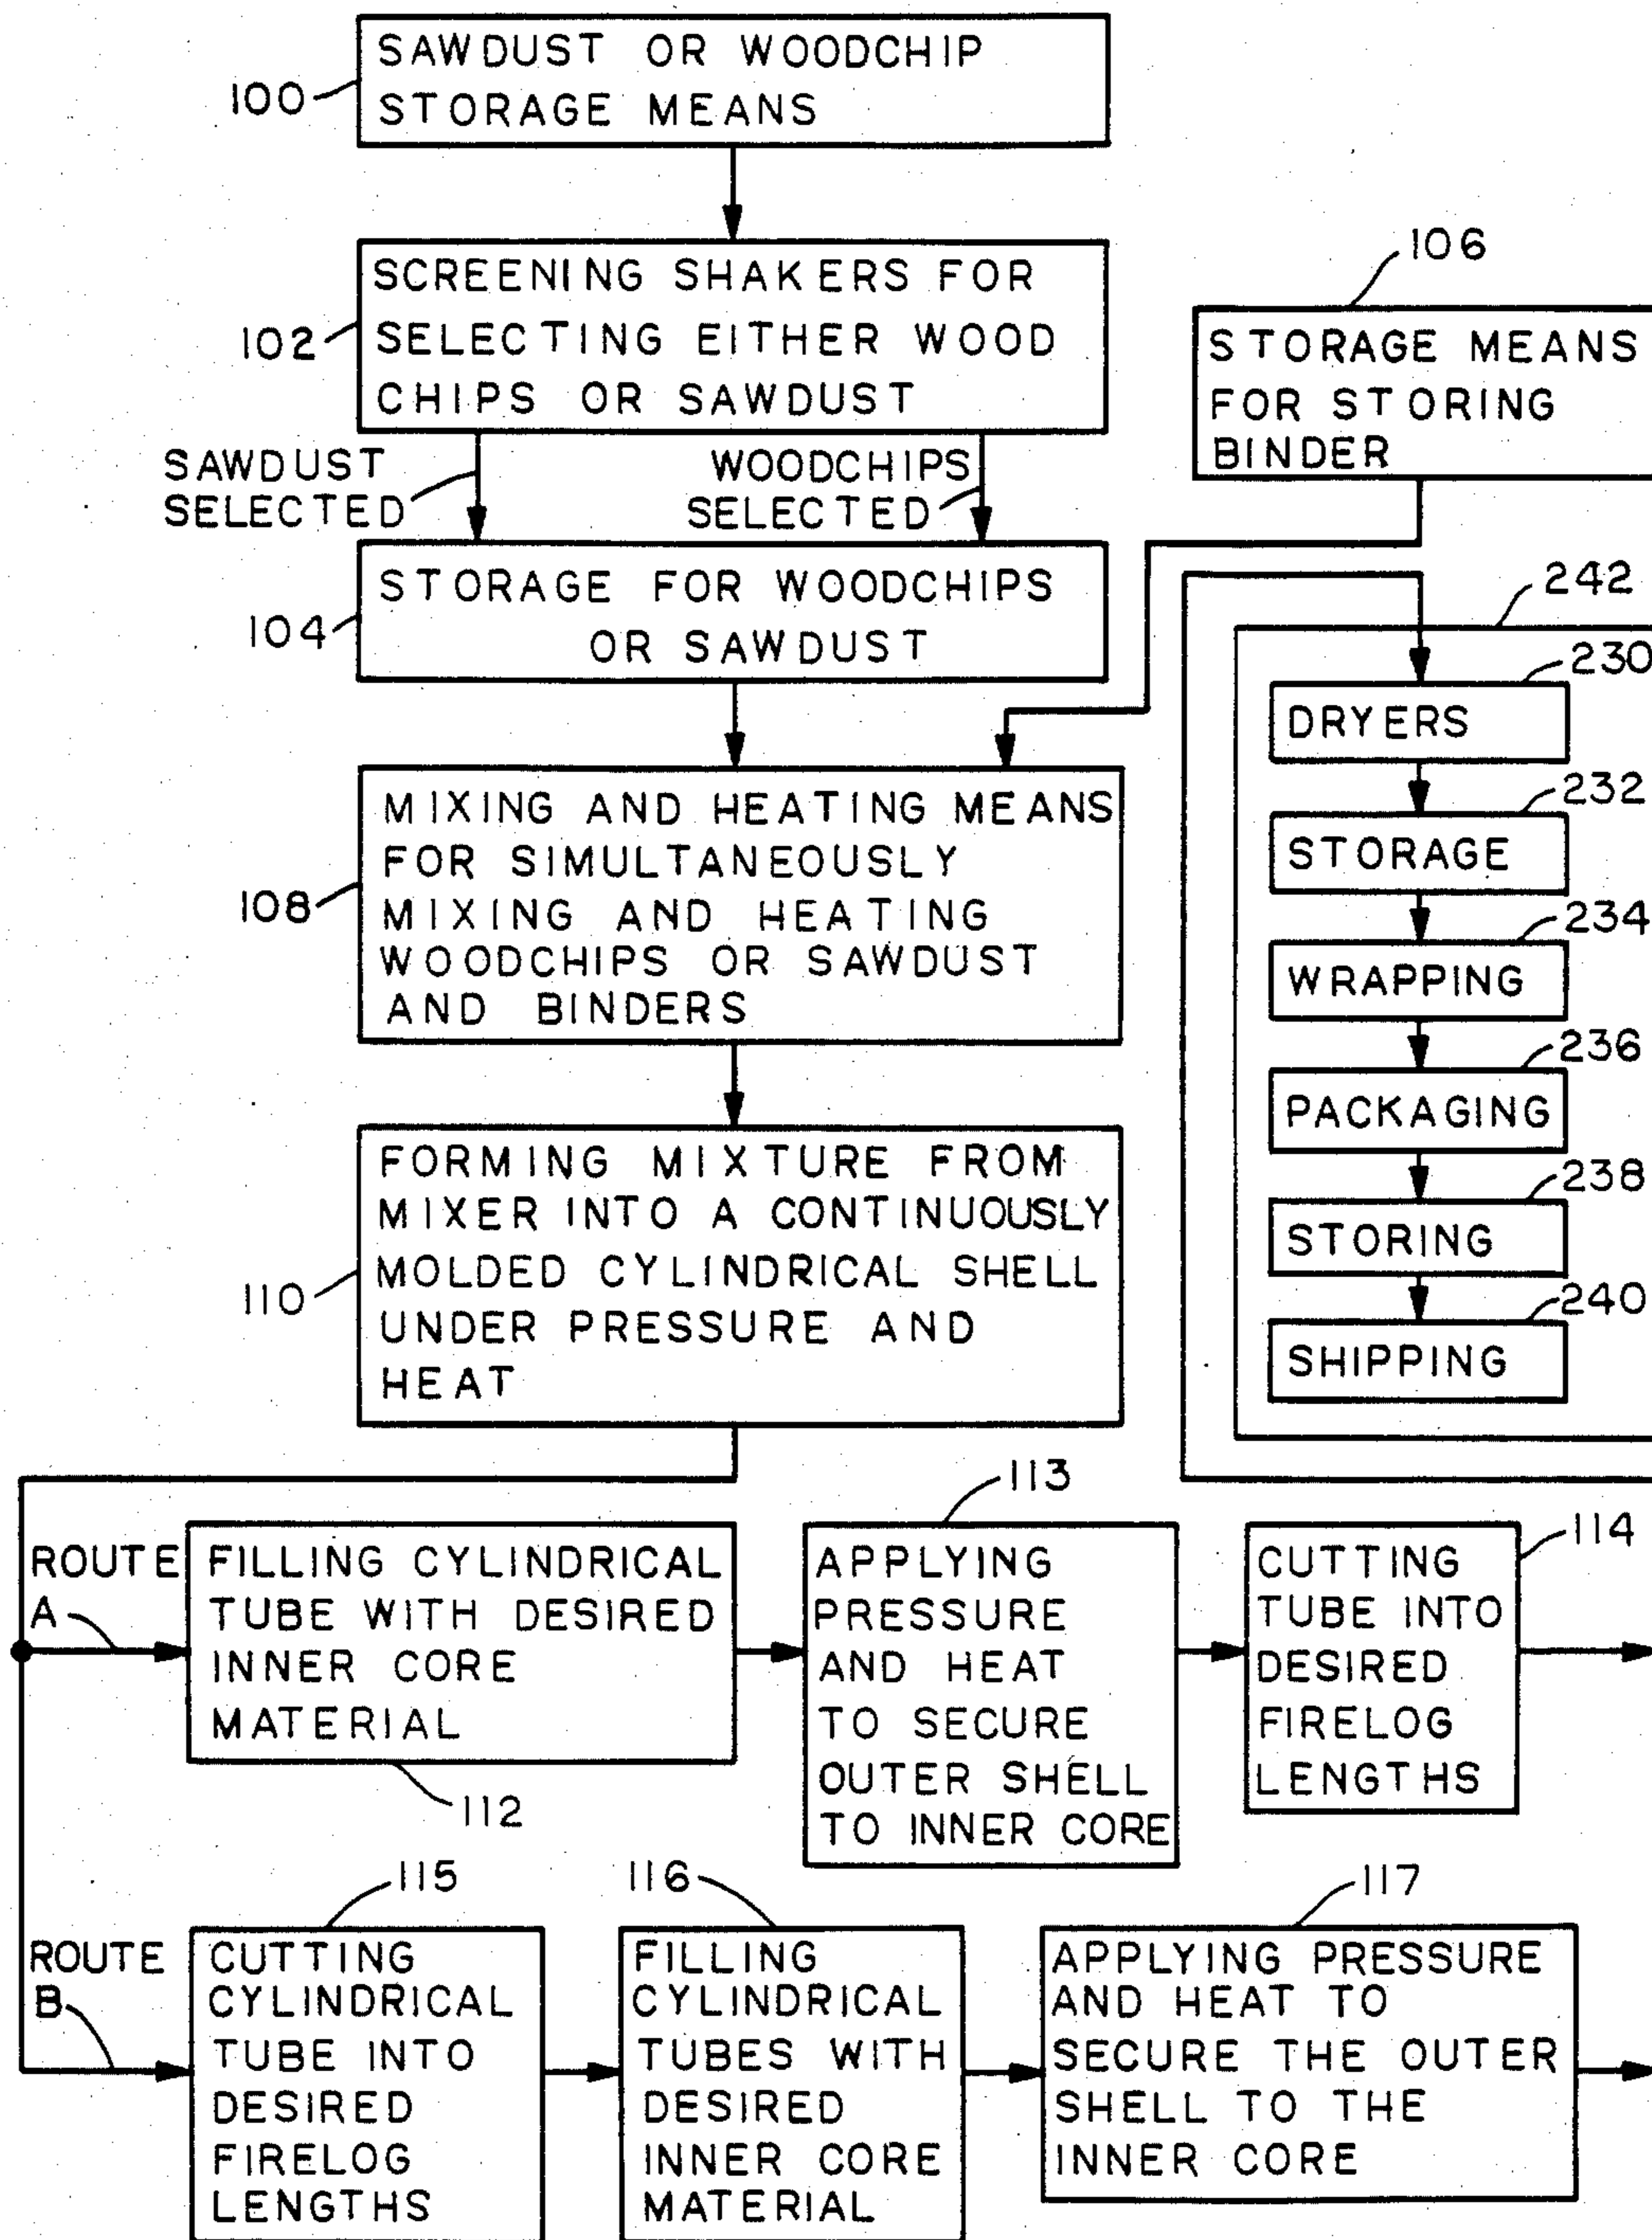 SAWDUST OR WOODCHIP
STORAGE MEANS
100
SCREENING SHAKERS FOR
SELECTING EITHER WOOD
CHIPS OR SAWDUST
102
106
STORAGE MEANS
FOR STORING
BINDER
SAWDUST
SELECTED
WOODCHIPS
SELECTED
STORAGE FOR WOODCHIPS
OR SAWDUST
104
MIXING AND HEATING MEANS
FOR SIMULTANEOUSLY
MIXING AND HEATING
WOODCHIPS OR SAWDUST
AND BINDERS
108
FORMING MIXTURE FROM
MIXER INTO A CONTINUOUSLY
MOLDED CYLINDRICAL SHELL
UNDER PRESSURE AND
HEAT
110
242
230
DRYERS
232
STORAGE
234
WRAPPING
236
PACKAGING
238
STORING
240
SHIPPING
ROUTE
A
FILLING CYLINDRICAL
TUBE WITH DESIRED
INNER CORE
MATERIAL
112
113
APPLYING
PRESSURE
AND HEAT
TO SECURE
OUTER SHELL
TO INNER CORE
114
CUTTING
TUBE INTO
DESIRED
FIRELOG
LENGTHS
ROUTE
B
115
CUTTING
CYLINDRICAL
TUBE INTO
DESIRED
FIRELOG
LENGTHS
116
FILLING
CYLINDRICAL
TUBES WITH
DESIRED
INNER CORE
MATERIAL
117
APPLYING PRESSURE
AND HEAT TO
SECURE THE OUTER
SHELL TO THE
INNER CORE